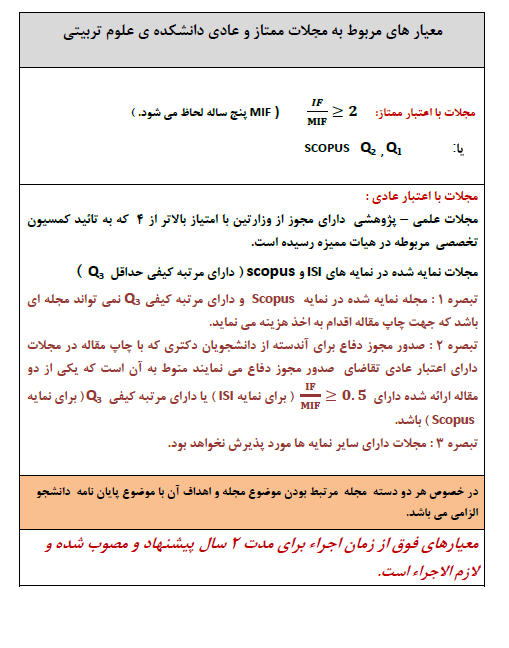 معیار های مربوط به مجلات ممتاز و عادی دانشکده ی علوم تربیتی
مجلات با اعتبار ممتاز: IF/MIF ≥ 2 ( MIF پنج ساله لحاظ می شود. )
یا: Q1 , Q2 SCOPUS
مجلات با اعتبار عادی :
مجلات علمی – پژوهشی دارای مجوز از وزارتین با امتیاز بالاتر از ۴ که به تائید کمسیون
تخصصی مربوطه در هیات ممیزه رسیده است.
مجلات نمایه شده در نمایه های ISI و scopus ( دارای مرتبه کیفی حداقل Q3 )
تبصره ۱ : مجله نمایه شده در نمایه Scopus و دارای مرتبه کیفی Q3 نمی تواند مجله ای
باشد که جهت چاپ مقاله اقدام به اخذ هزینه می نماید.
تبصره ۲ : صدور مجوز دفاع برای آندسته از دانشجویان دکتری که با چاپ مقاله در مجلات
دارای اعتبار عادی تقاضای صدور مجوز دفاع می نمایند منوط به آن است که یکی از دو
مقاله ارائه شده دارای IF/MIF ≥ 0.5 ( برای نمایه ISI ) یا دارای مرتبه کیفی Q3 ( برای نمایه
Scopus ) باشد.
تبصره ۳ : مجلات دارای سایر نمایه ها مورد پذیرش نخواهد بود.
در خصوص هر دو دسته مجله مرتبط بودن موضوع مجله و اهداف آن با موضوع پایان نامه دانشجو
الزامی می باشد.
معیارهای فوق از زمان اجراء برای مدت ۲ سال پیشنهاد و مصوب شده و
لازم الاجراء است.